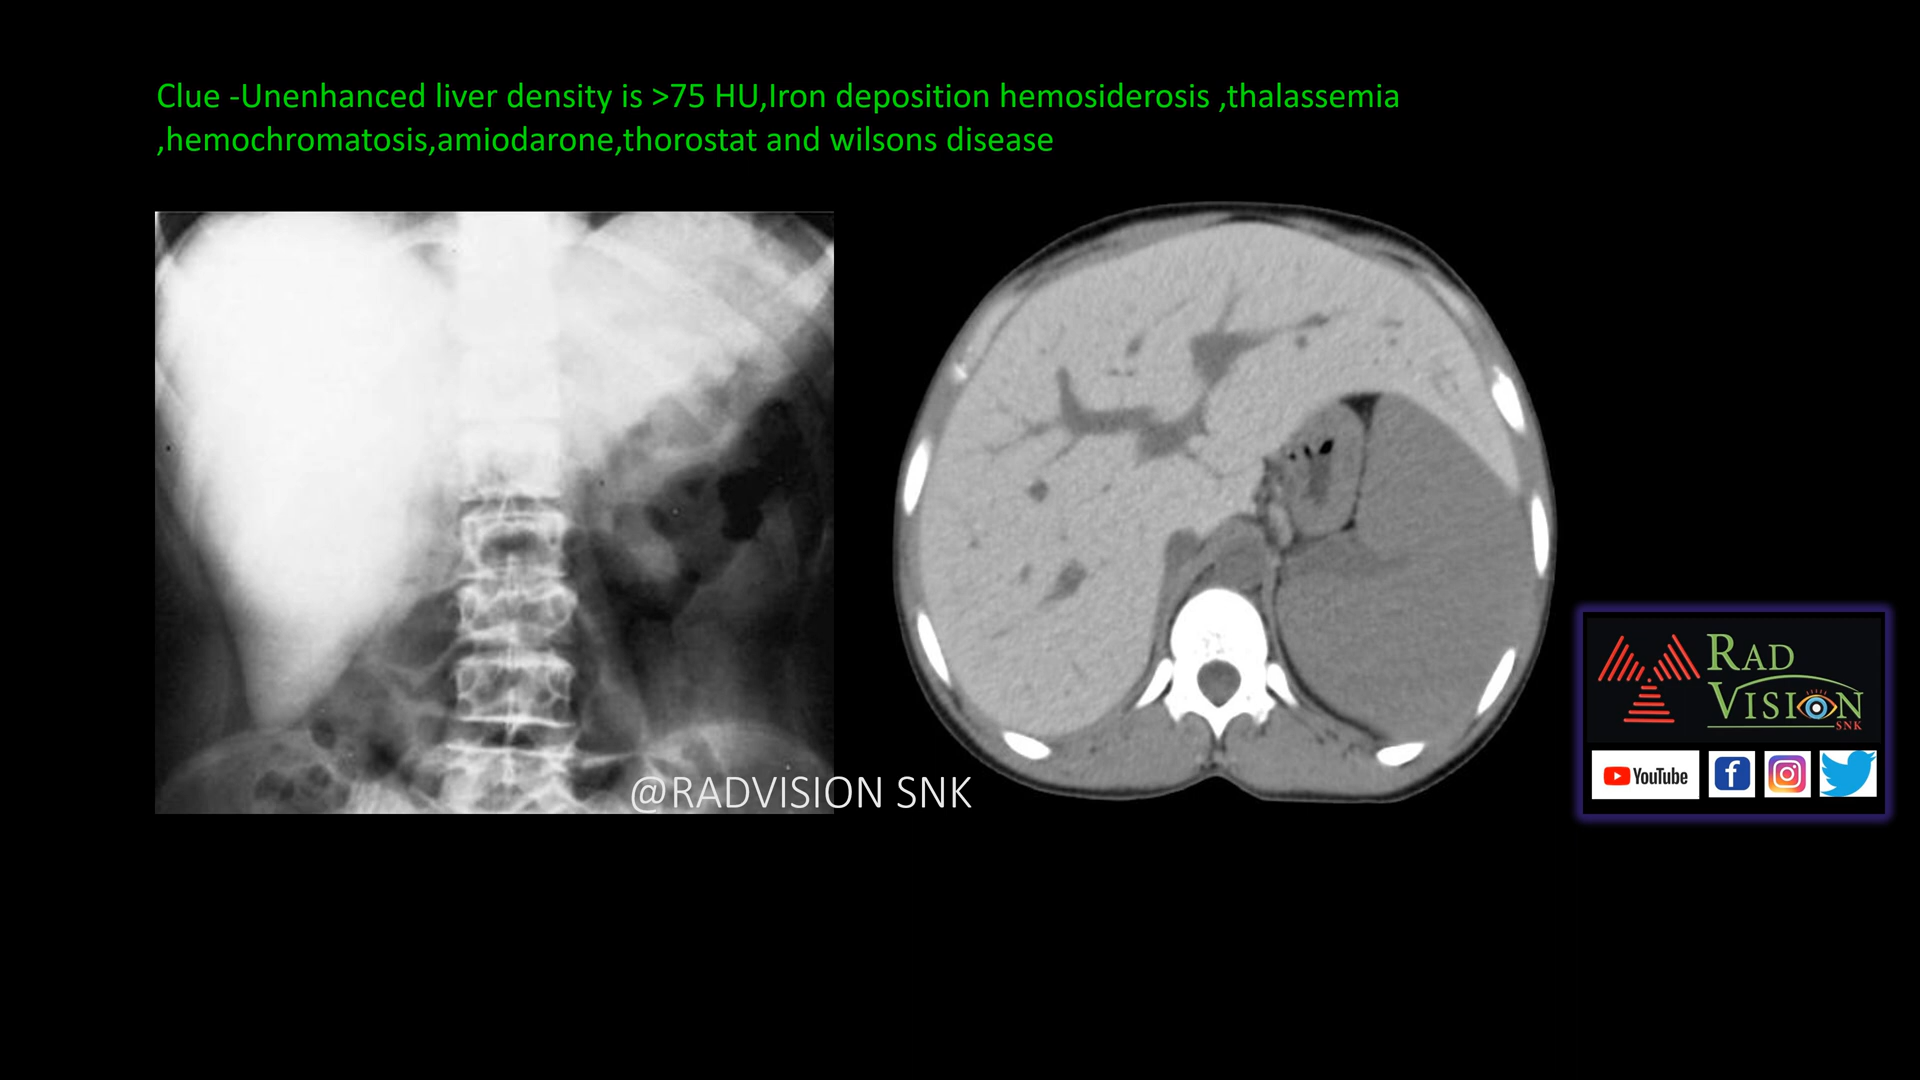 Clue -Unenhanced liver density is >75 HU,Iron deposition hemosiderosis ,thalassemia
,hemochromatosis,amiodarone,thorostat and wilsons disease
@RADVISION SNK
RAD
VISION
SNK
YouTube